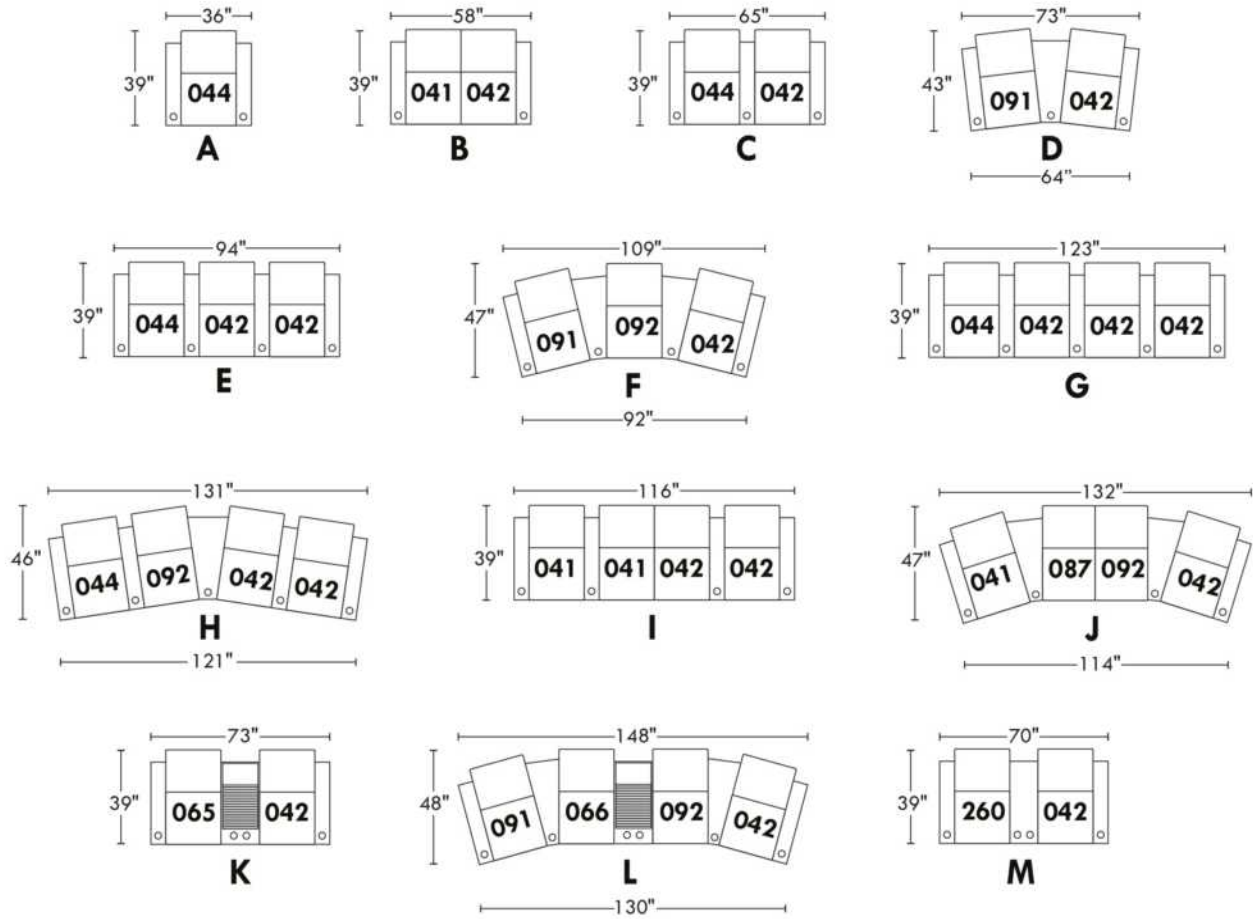 36" 58" 65" 73"
39" 044 39" 041 042 39" 044 042 43" 091 042
A B C D
64"
94" 109" 123"
39" 044 042 042 47" 091 092 042 39" 044 042 042 042
E F G
92"
131" 116" 132"
46" 044 092 042 042 39" 041 041 042 042 47" 041 087 092 042
H I J
121" 114"
73" 148" 70"
39" 065 042 48" 091 066 092 042 39" 260 042
K L M
130"